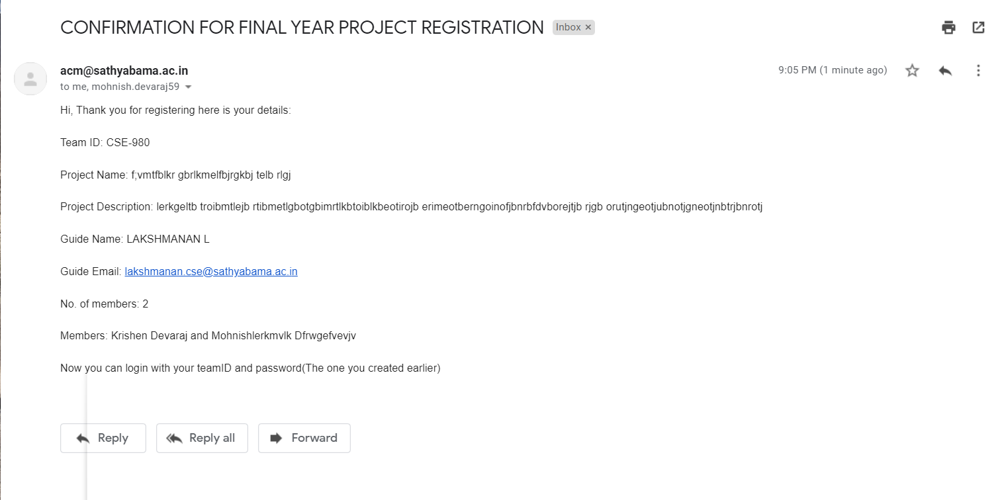 CONFIRMATION FOR FINAL YEAR PROJECT REGISTRATION Inbox ×
acm@sathyabama.ac.in 9:05 PM (1 minute ago)
to me, mohnish.devaraj59
Hi, Thank you for registering here is your details:
Team ID: CSE-980
Project Name: f;vmtfblkr gbrlkmelfbjrgkbj telb rlgj
Project Description: lerkgeltb troibmtlejb rtibmetlgbotgbimrtlkbtoiblkbeotirojb erimeotberngoinofjbnrbfdvborejtjb rjgb orutjngeotjubnotjgneotjnbtrjbnrotj
Guide Name: LAKSHMANAN L
Guide Email: lakshmanan.cse@sathyabama.ac.in
No. of members: 2
Members: Krishen Devaraj and Mohnishlerkmvlk Dfrwgefvevjv
Now you can login with your teamID and password(The one you created earlier)
Reply Reply all Forward